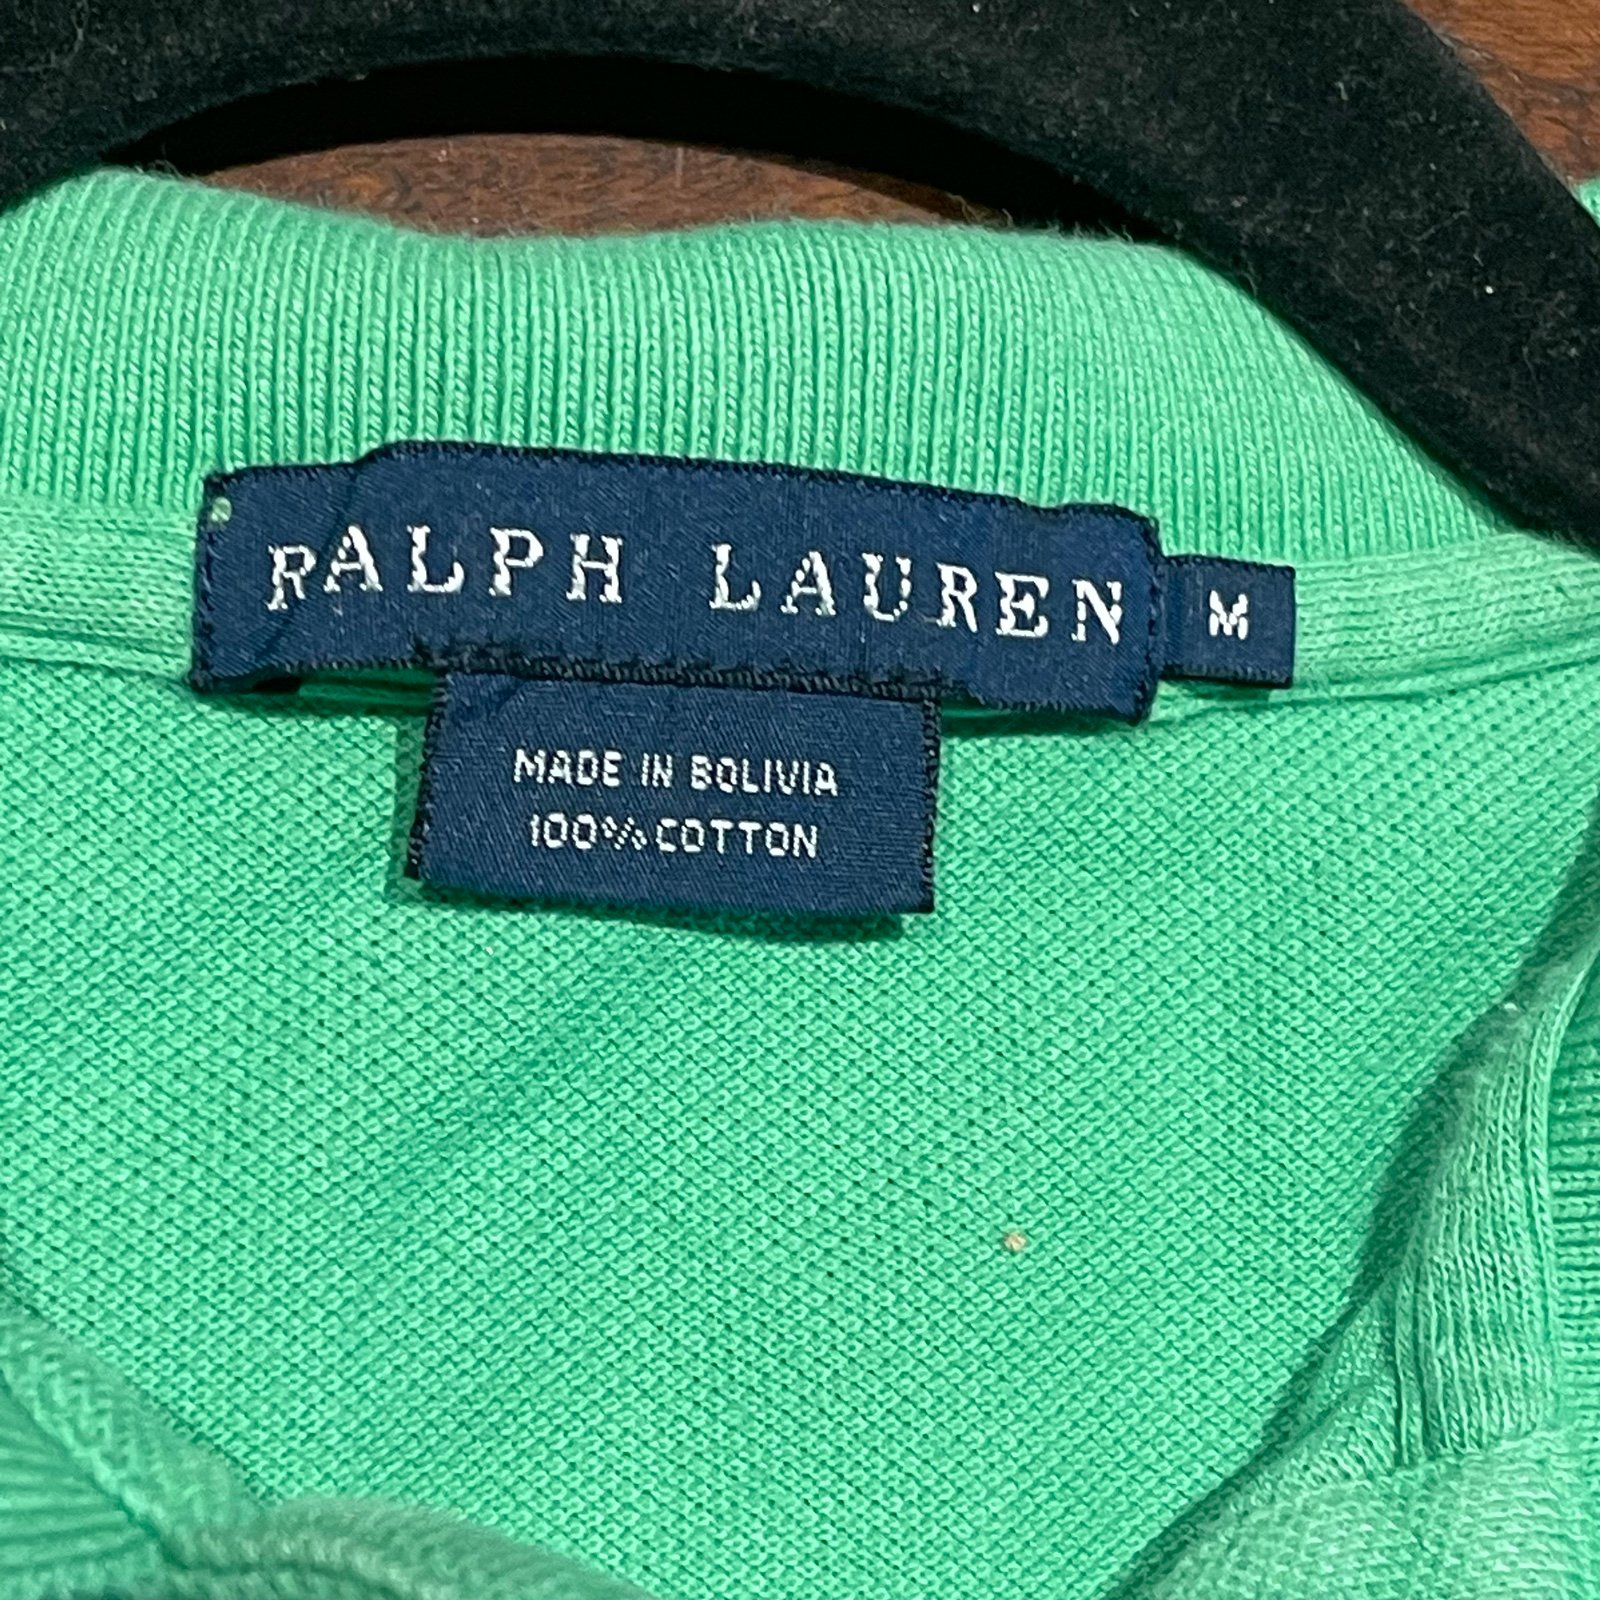 RALPH LAUREN M
MADE IN BOLIVIA
100% COTTON